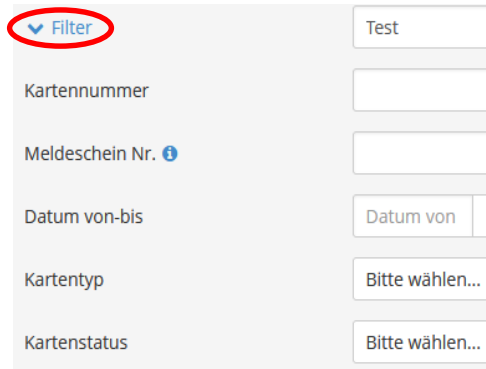 Filter Test
Kartennummer
Meldeschein Nr.
Datum von-bis Datum von
Kartentyp Bitte wählen...
Kartenstatus Bitte wählen...